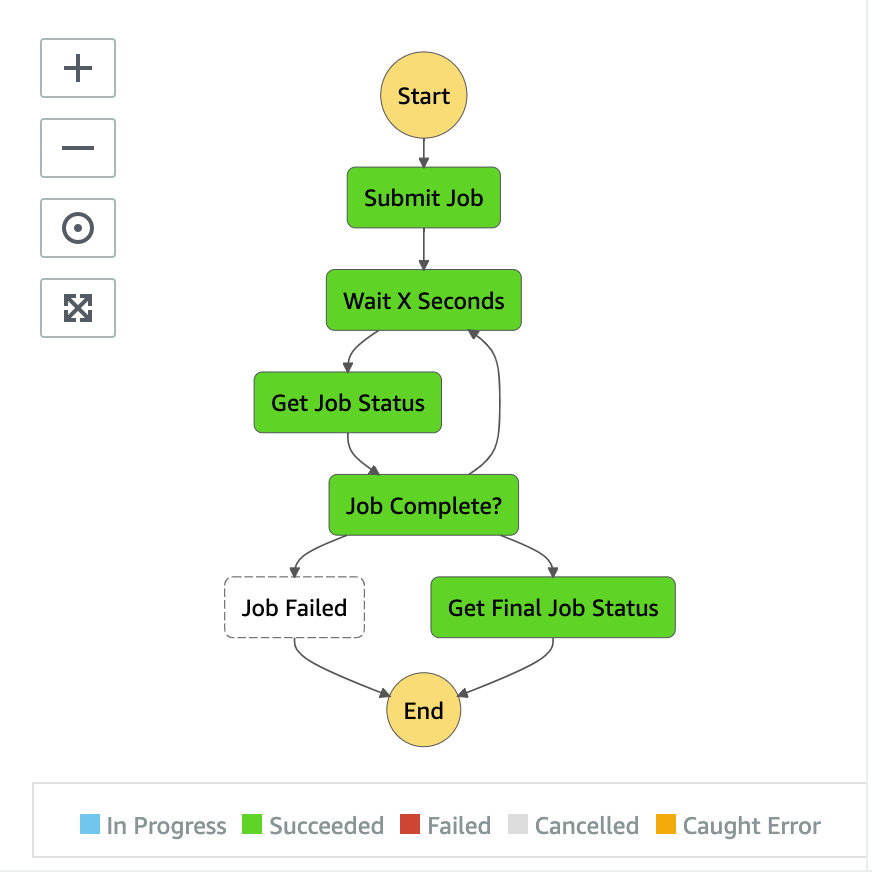 Start
Submit Job
Wait X Seconds
Get Job Status
Job Complete?
Job Failed
Get Final Job Status
End
In Progress Succeeded Failed Cancelled Caught Error